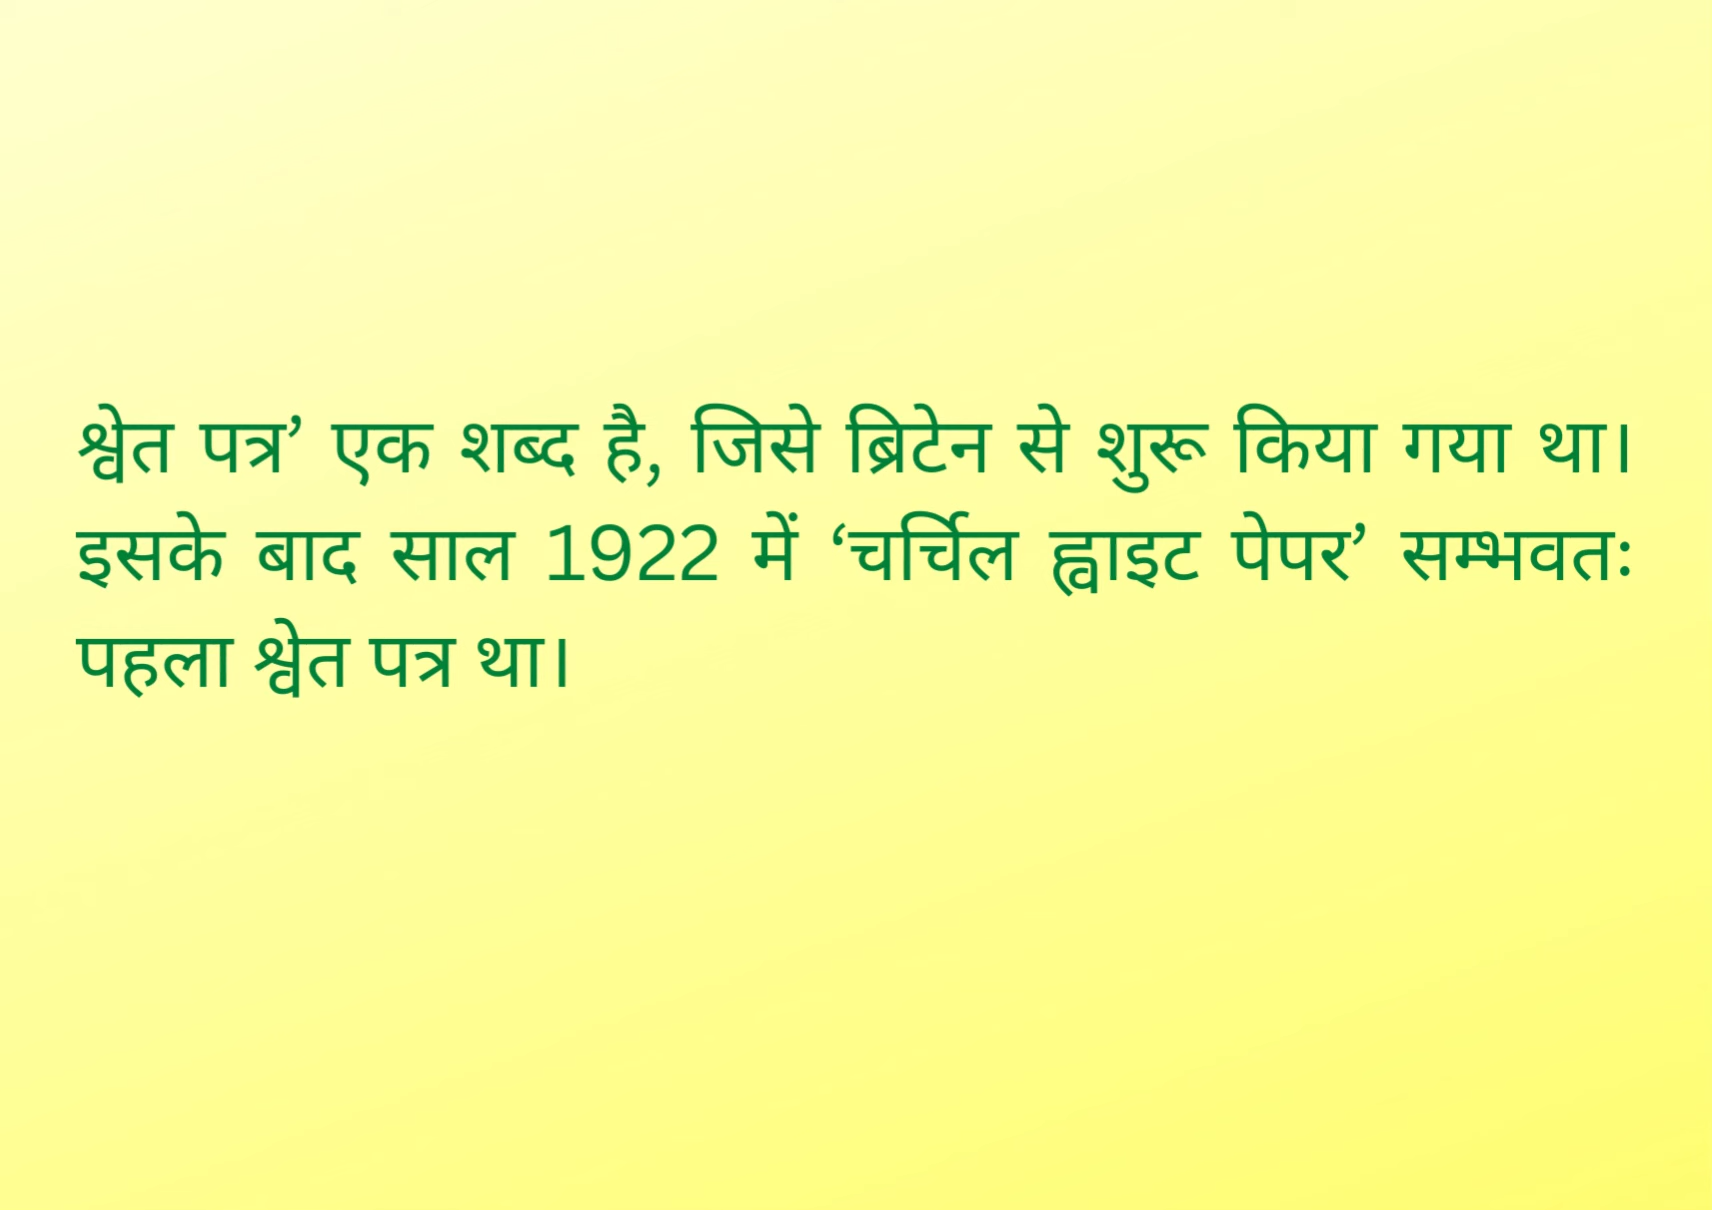 श्वेत पत्र’ एक शब्द है, जिसे ब्रिटेन से शुरू किया गया था।
इसके बाद साल 1922 में ‘चर्चिल ह्वाइट पेपर’ सम्भवतः
पहला श्वेत पत्र था।